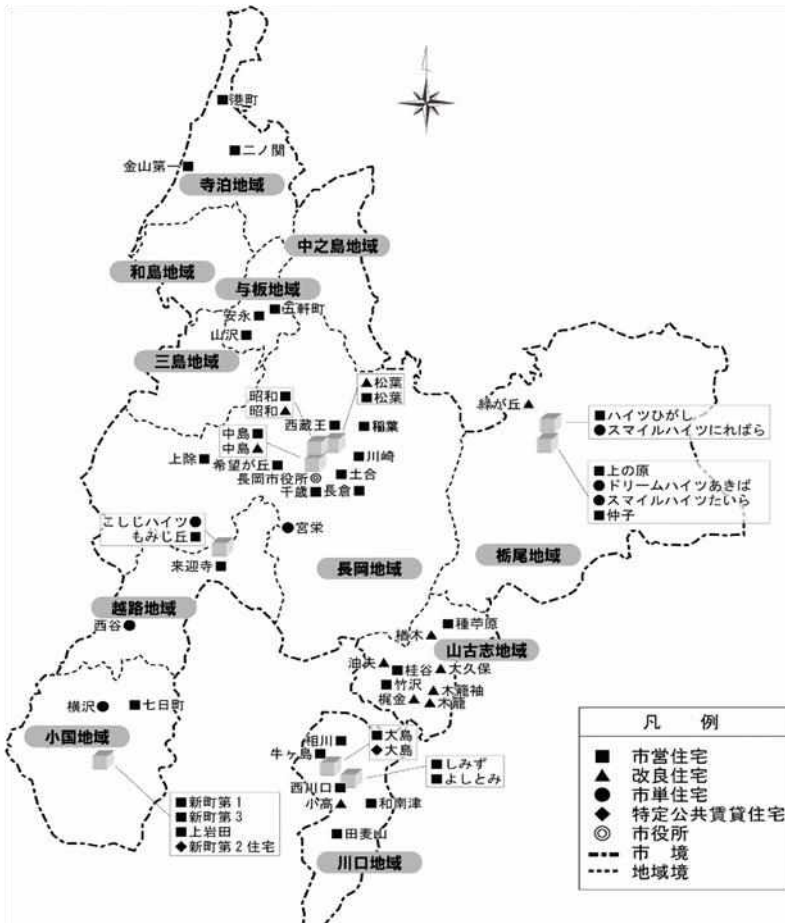 ■港町
■二ノ関
金山第一■
寺泊地域
中之島地域
和島地域
与板地域
安永■
■五軒町
山沢■
三島地域
昭和■
昭和▲
▲松葉
■松葉
西蔵王■
■稲葉
中島■
中島▲
上除■
希望が丘■
■川崎
■土合
長岡市役所◎
千歳■
長倉■
緑が丘▲
■ハイツひがし
●スマイルハイツにればら
■上の原
●ドリームハイツあきば
●スマイルハイツたいら
■仲子
こしじハイツ●
もみじ丘■
●宮栄
来迎寺■
長岡地域
栃尾地域
越路地域
西谷●
■種苧原
楢木▲
山古志地域
油夫▲
■桂谷
▲大久保
■竹沢
▲木籠袖
梶金▲
▲木籠
横沢●
■七日町
小国地域
相川■
牛ヶ島■
■大島
◆大島
■しみず
■よしとみ
西川口■
小高▲
■和南津
■田麦山
川口地域
■新町第1
■新町第3
■上岩田
◆新町第2住宅
凡 例
■ 市営住宅
▲ 改良住宅
● 市単住宅
◆ 特定公共賃貸住宅
◎ 市役所
市 境
地域境